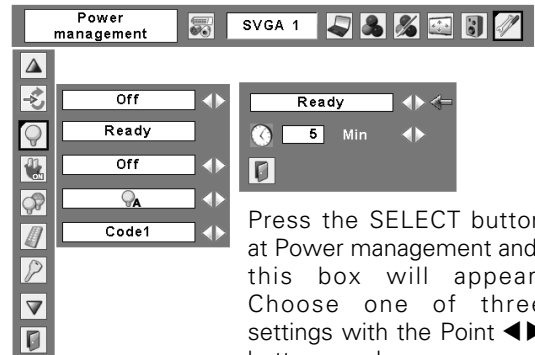 Power management
SVGA 1
Off
Ready
Off
A
Code1
ON
Ready
5 Min
Press the SELECT button
at Power management and
this box will appear
Choose one of three
settings with the Point ◀▶